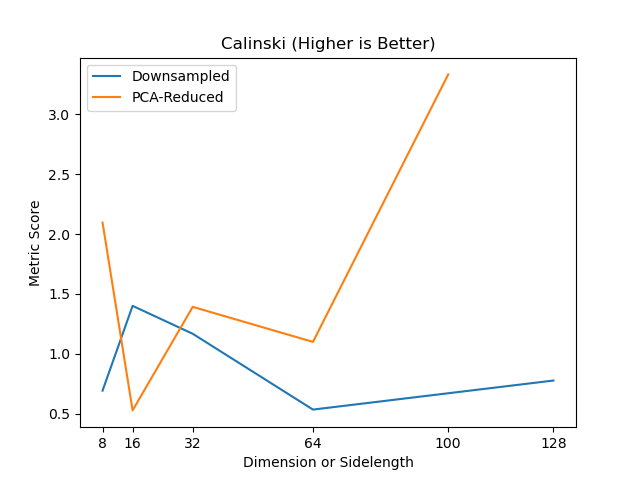 Calinski (Higher is Better)
Downsampled
PCA-Reduced
Metric Score
3.0
2.5
2.0
1.5
1.0
0.5
8 16 32 64 100 128
Dimension or Sidelength